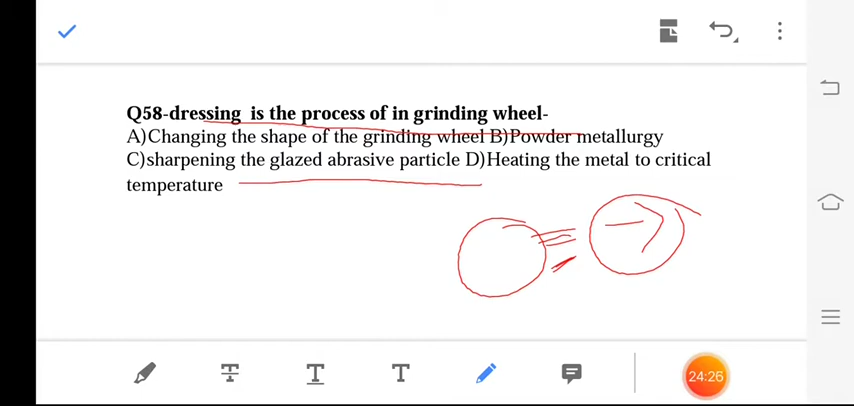 Q58-dressing is the process of in grinding wheel-
A)Changing the shape of the grinding wheel B)Powder metallurgy
C)sharpening the glazed abrasive particle D)Heating the metal to critical
temperature
T T T
24:26